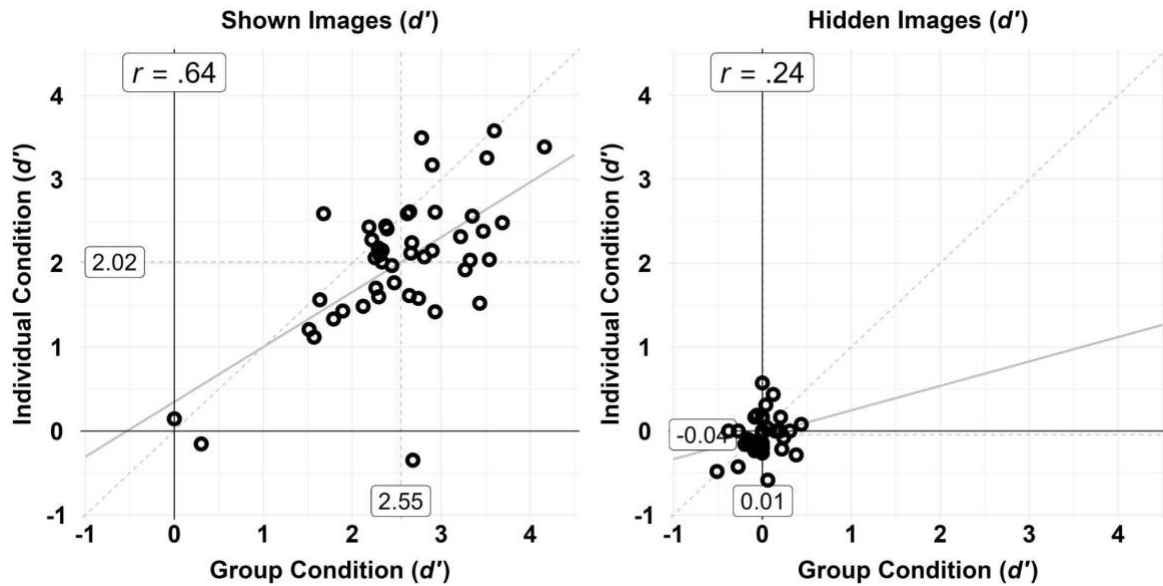 Shown Images (d′)
r = .64
4
3
2
1
0
-1
2.02
2.55
-1 0 1 2 3 4
Individual Condition (d′)
Group Condition (d′)
Hidden Images (d′)
r = .24
4
3
2
1
0
-1
-0.04
0.01
-1 0 1 2 3 4
Individual Condition (d′)
Group Condition (d′)